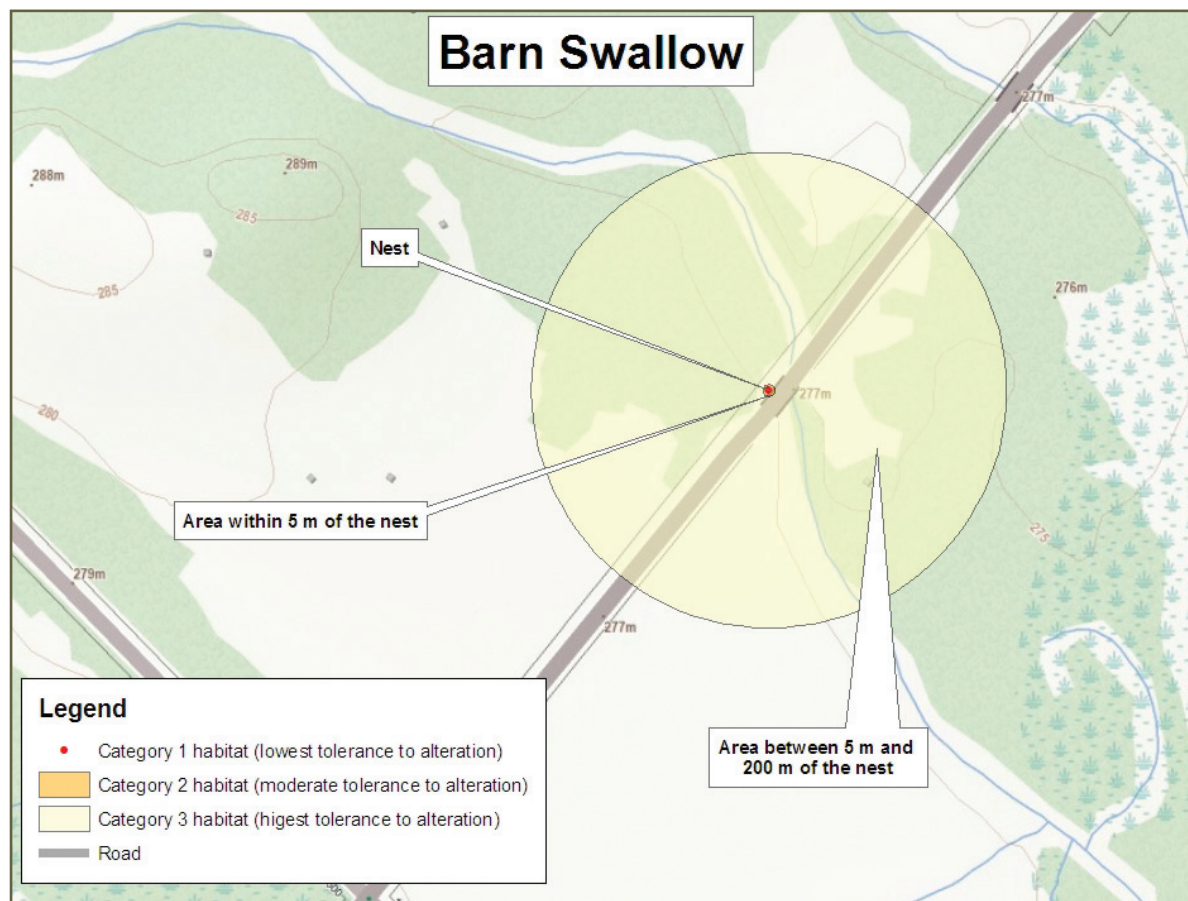 Barn Swallow
277m
289m
288m
285
Nest
285
276m
277m
280
Area within 5 m of the nest
275
279m
277m
Legend
Category 1 habitat (lowest tolerance to alteration)
Category 2 habitat (moderate tolerance to alteration)
Category 3 habitat (higest tolerance to alteration)
Road
Area between 5 m and
200 m of the nest